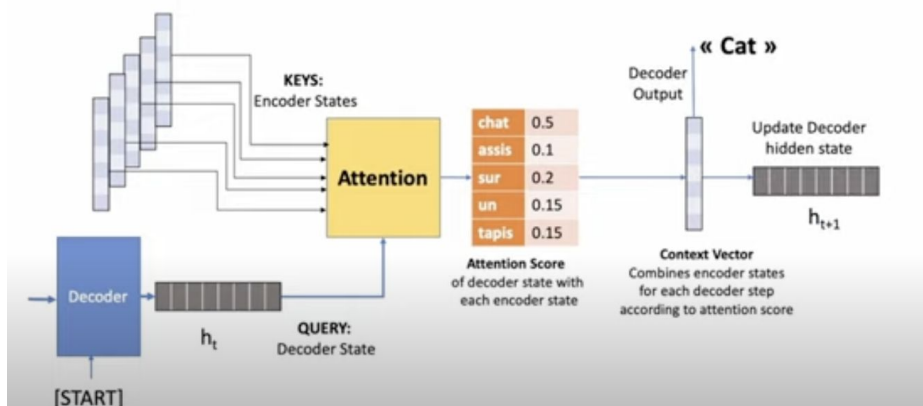 « Cat »
Decoder
Output
KEYS:
Encoder States
Attention
chat 0.5
assis 0.1
sur 0.2
un 0.15
tapis 0.15
Update Decoder
hidden state
h_{t+1}
Attention Score
of decoder state with
each encoder state
Context Vector
Combines encoder states
for each decoder step
according to attention score
Decoder
h_t
QUERY:
Decoder State
[START]